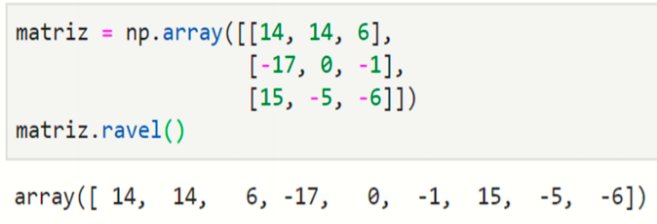 matriz = np.array([[14, 14, 6],
                   [-17, 0, -1],
                   [15, -5, -6]])
matriz.ravel()
array([ 14,  14,   6, -17,   0,  -1,  15,  -5,  -6])